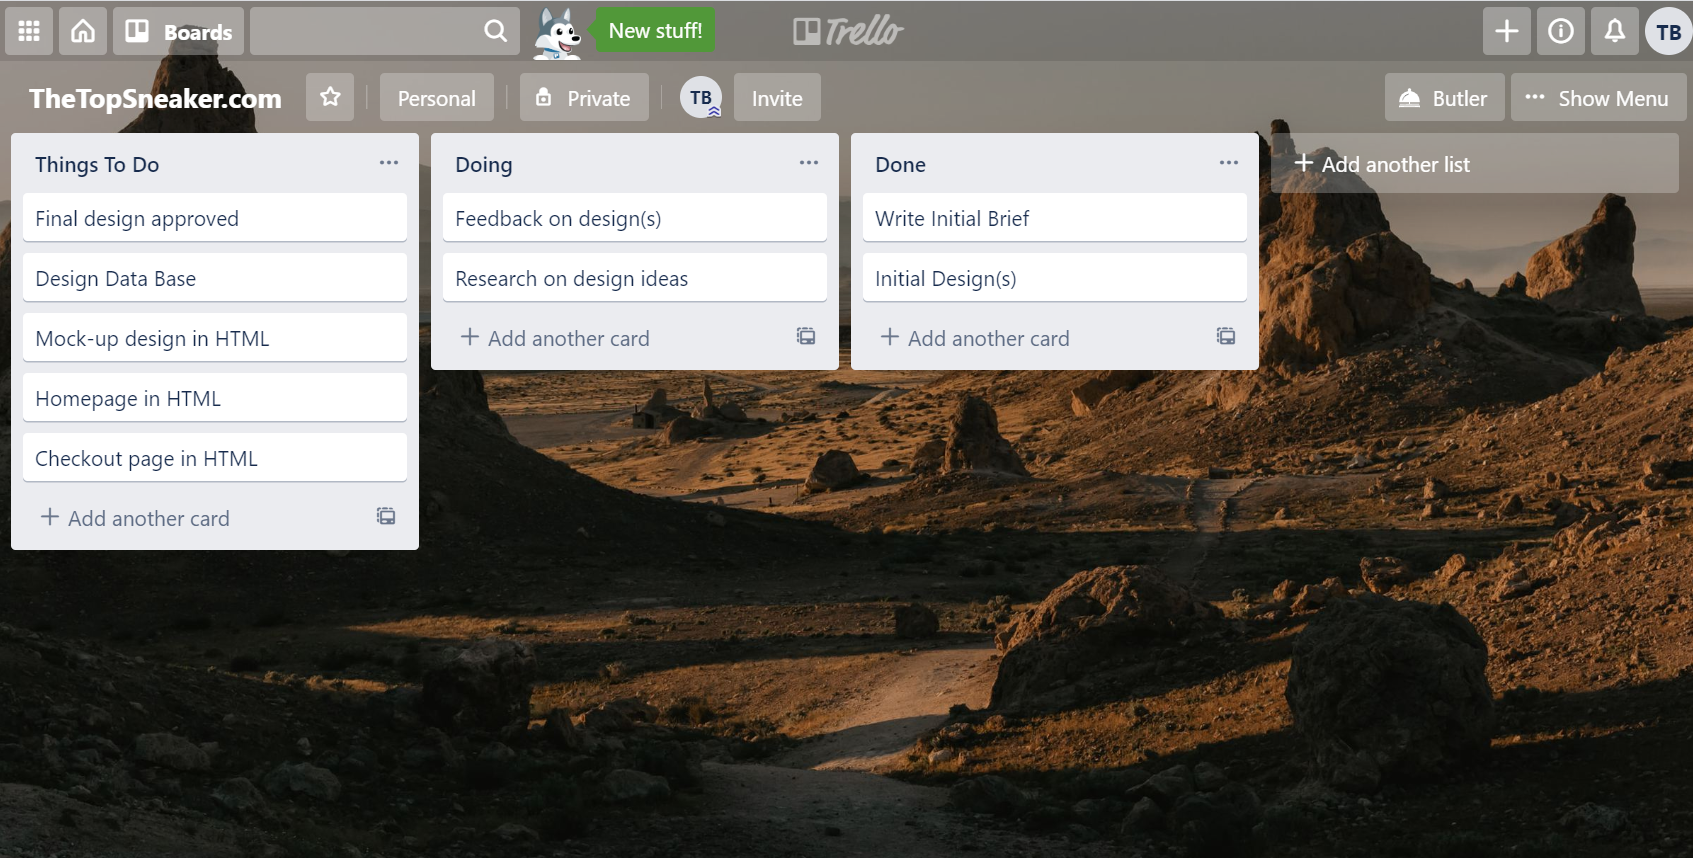 Boards
New stuff!
Trello
TB
TheTopSneaker.com
Personal
Private
TB
Invite
Butler
Show Menu
Things To Do
Final design approved
Design Data Base
Mock-up design in HTML
Homepage in HTML
Checkout page in HTML
Add another card
Doing
Feedback on design(s)
Research on design ideas
Add another card
Done
Write Initial Brief
Initial Design(s)
Add another card
Add another list